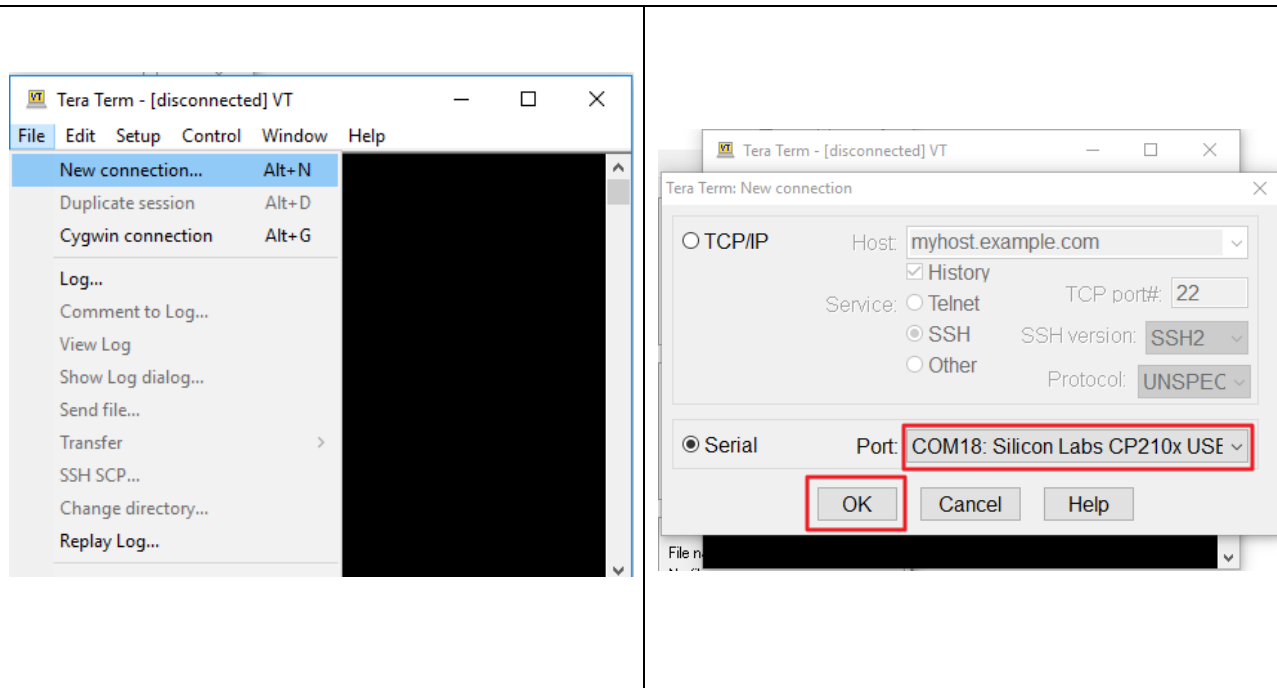 Tera Term - [disconnected] VT
File Edit Setup Control Window Help
New connection... Alt+N
Duplicate session Alt+D
Cygwin connection Alt+G
Log...
Comment to Log...
View Log
Show Log dialog...
Send file...
Transfer
SSH SCP...
Change directory...
Replay Log...
Tera Term - [disconnected] VT
Tera Term: New connection
TCP/IP Host: myhost.example.com
History
Service: Telnet TCP port#: 22
SSH SSH version: SSH2
Other Protocol: UNSPEC
Serial Port: COM18: Silicon Labs CP210x USB
OK Cancel Help
File n